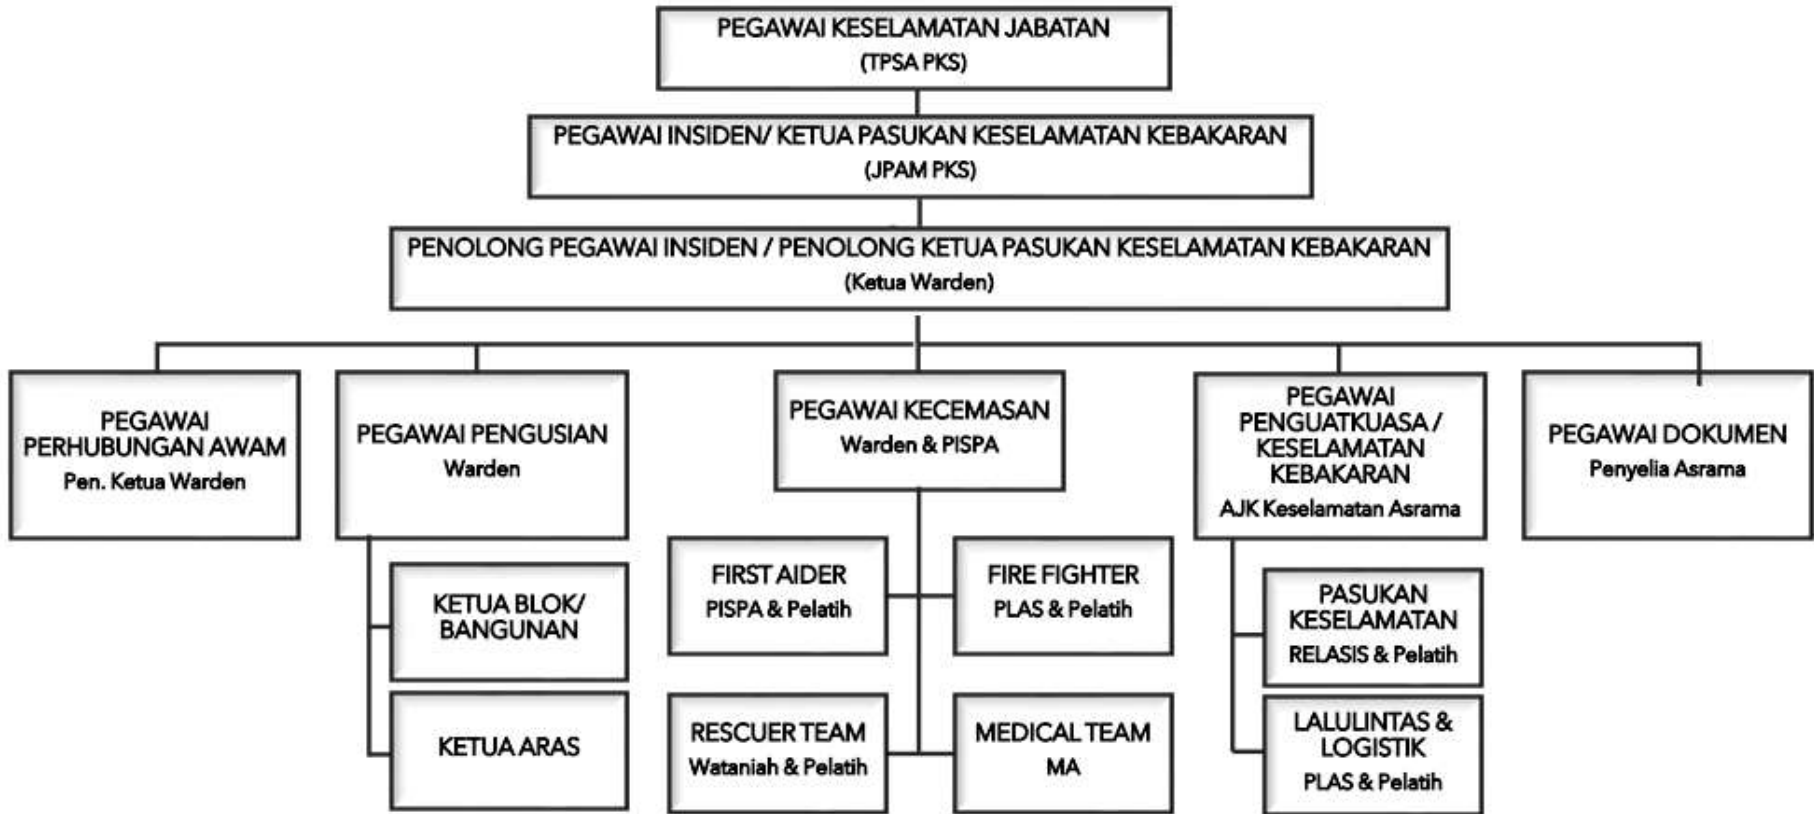 PEGAWAI KESELAMATAN JABATAN
(TPSA PKS)
PEGAWAI INSIDEN/ KETUA PASUKAN KESELAMATAN KEBAKARAN
(JPAM PKS)
PENOLONG PEGAWAI INSIDEN / PENOLONG KETUA PASUKAN KESELAMATAN KEBAKARAN
(Ketua Warden)
PEGAWAI
PERHUBUNGAN AWAM
Pen. Ketua Warden
PEGAWAI PENGUSIAN
Warden
PEGAWAI KECEMASAN
Warden & PISPA
PEGAWAI
PENGUATKUASA /
KESELAMATAN
KEBAKARAN
AJK Keselamatan Asrama
PEGAWAI DOKUMEN
Penyelia Asrama
KETUA BLOK/
BANGUNAN
KETUA ARAS
FIRST AIDER
PISPA & Pelatih
FIRE FIGHTER
PLAS & Pelatih
RESCUER TEAM
Wataniah & Pelatih
MEDICAL TEAM
MA
PASUKAN
KESELAMATAN
RELASIS & Pelatih
LALULINTAS &
LOGISTIK
PLAS & Pelatih